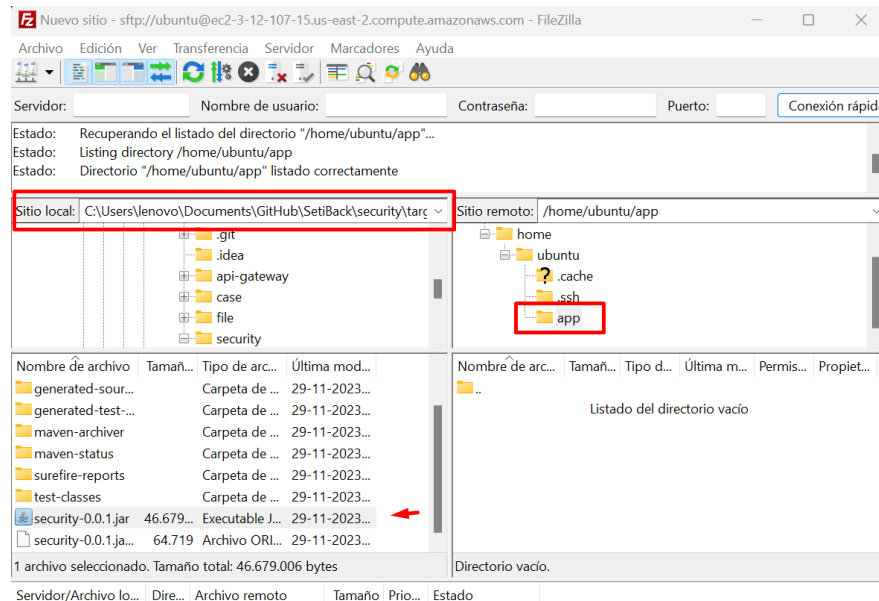 Nuevo sitio - sftp://ubuntu@ec2-3-12-107-15.us-east-2.compute.amazonaws.com - FileZilla
Archivo Edición Ver Transferencia Servidor Marcadores Ayuda
Servidor: Nombre de usuario: Contraseña: Puerto: Conexión rápid
Estado: Recuperando el listado del directorio "/home/ubuntu/app"...
Estado: Listing directory /home/ubuntu/app
Estado: Directorio "/home/ubuntu/app" listado correctamente
Sitio local: C:\Users\lenovo\Documents\GitHub\SetiBack\security\targ
Sitio remoto: /home/ubuntu/app
.git
.idea
api-gateway
case
file
security
home
ubuntu
? .cache
.ssh
app
Nombre de archivo Tamañ... Tipo de arc... Última mod...
generated-sour... Carpeta de ... 29-11-2023...
generated-test-... Carpeta de ... 29-11-2023...
maven-archiver Carpeta de ... 29-11-2023...
maven-status Carpeta de ... 29-11-2023...
surefire-reports Carpeta de ... 29-11-2023...
test-classes Carpeta de ... 29-11-2023...
security-0.0.1.jar 46.679... Executable J... 29-11-2023...
security-0.0.1.ja... 64.719 Archivo ORI... 29-11-2023...
1 archivo seleccionado. Tamaño total: 46.679.006 bytes
Nombre de arc... Tamañ... Tipo d... Última m... Permis... Propiet...
..
Listado del directorio vacío
Directorio vacío.
Servidor/Archivo lo... Dire... Archivo remoto Tamaño Prio... Estado